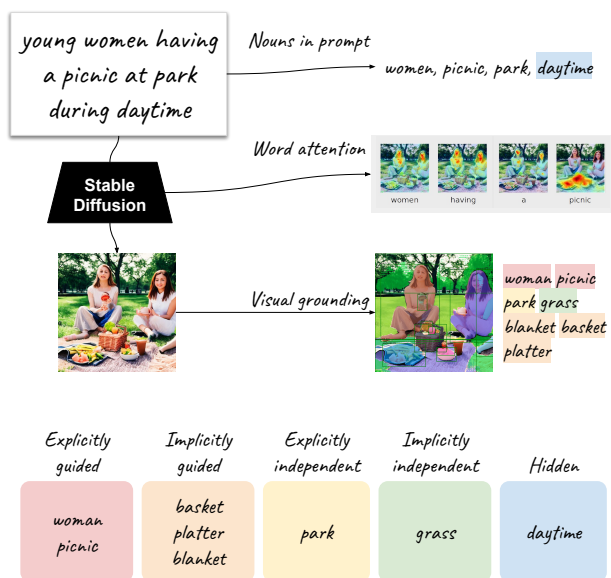 young women having
a picnic at park
during daytime
Nouns in prompt
women, picnic, park, daytime
Word attention
women having a picnic
Stable
Diffusion
Visual grounding
woman picnic
park grass
blanket basket
platter
Explicitly
guided
woman
picnic
Implicitly
guided
basket
platter
blanket
Explicitly
independent
park
Implicitly
independent
grass
Hidden
daytime